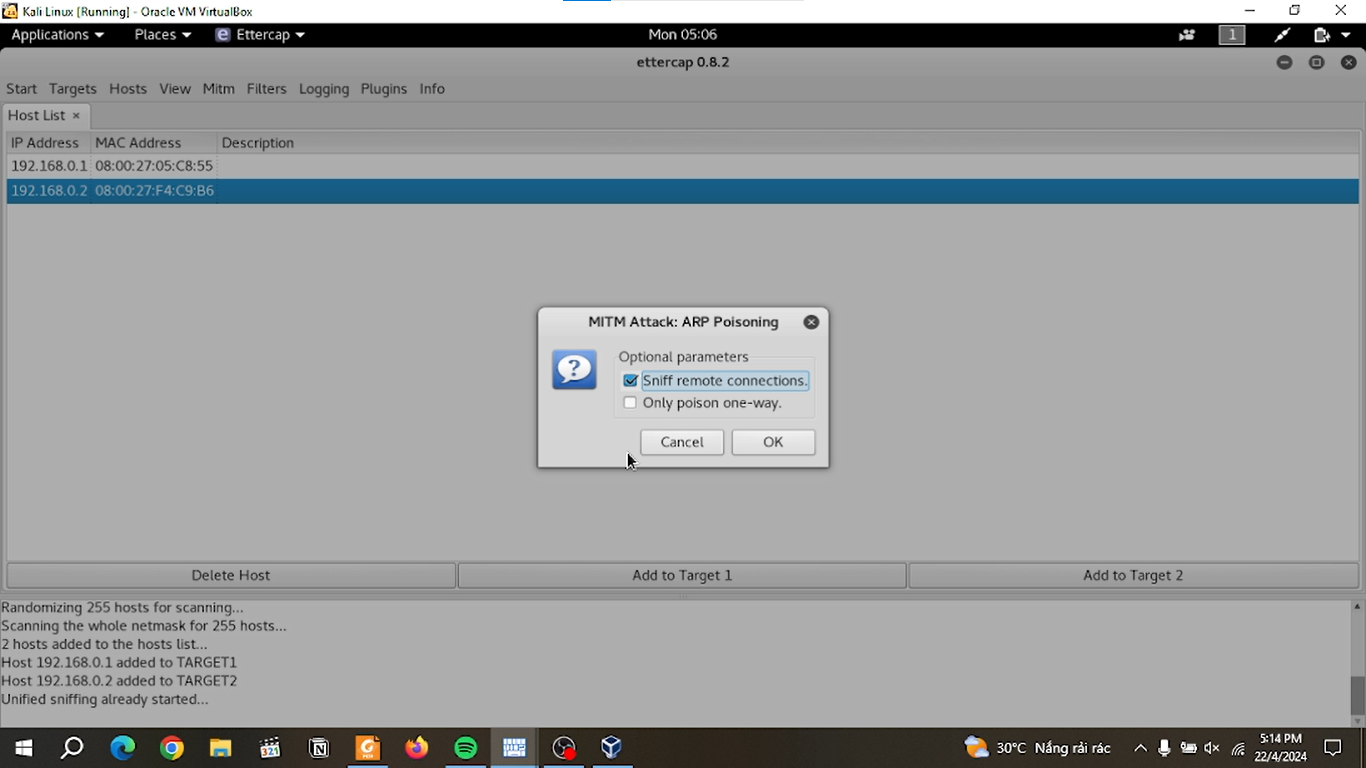 Kali Linux [Running] - Oracle VM VirtualBox
Applications Places Ettercap Mon 05:06 1
ettercap 0.8.2
Start Targets Hosts View Mitm Filters Logging Plugins Info
Host List ×
IP Address MAC Address Description
192.168.0.1 08:00:27:05:C8:55
192.168.0.2 08:00:27:F4:C9:B6
MITM Attack: ARP Poisoning
Optional parameters
Sniff remote connections.
Only poison one-way.
Cancel OK
Delete Host Add to Target 1 Add to Target 2
Randomizing 255 hosts for scanning...
Scanning the whole netmask for 255 hosts...
2 hosts added to the hosts list...
Host 192.168.0.1 added to TARGET1
Host 192.168.0.2 added to TARGET2
Unified sniffing already started...
30°C Nắng rải rác 5:14 PM
22/4/2024